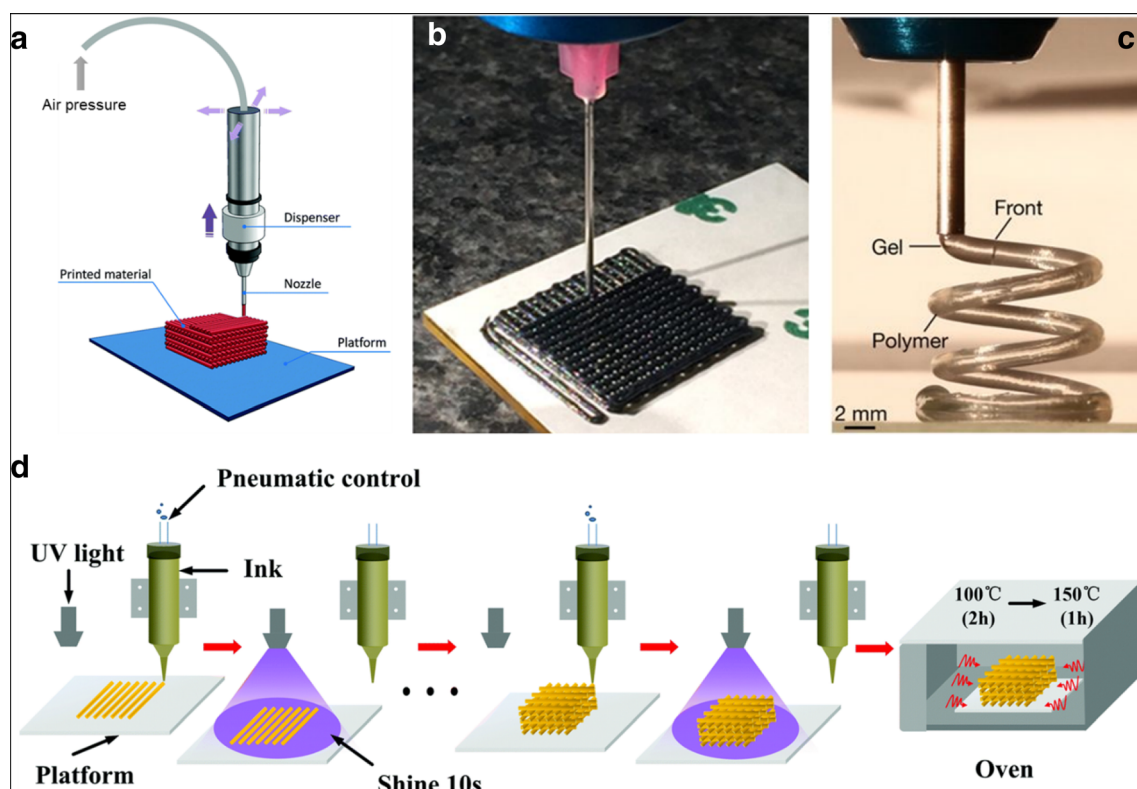 a
Air pressure
Dispenser
Printed material
Nozzle
Platform
b
c
Front
Gel
Polymer
2 mm
d
Pneumatic control
UV light
Ink
100℃
(2h)
150℃
(1h)
Platform
Shine 10s
Oven